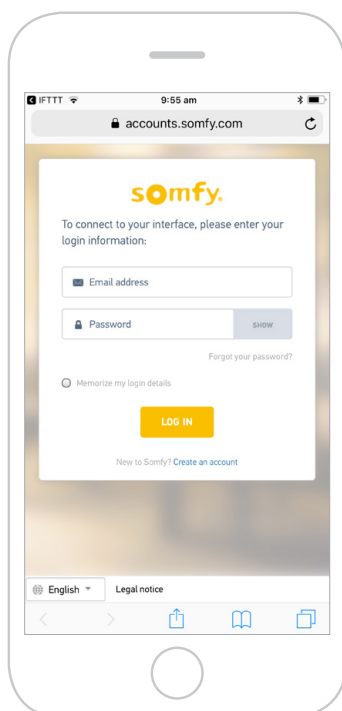 IFTTT 9:55 am
accounts.somfy.com
somfy.
To connect to your interface, please enter your
login information:
Email address
Password SHOW
Forgot your password?
Memorize my login details
LOG IN
New to Somfy? Create an account
English Legal notice